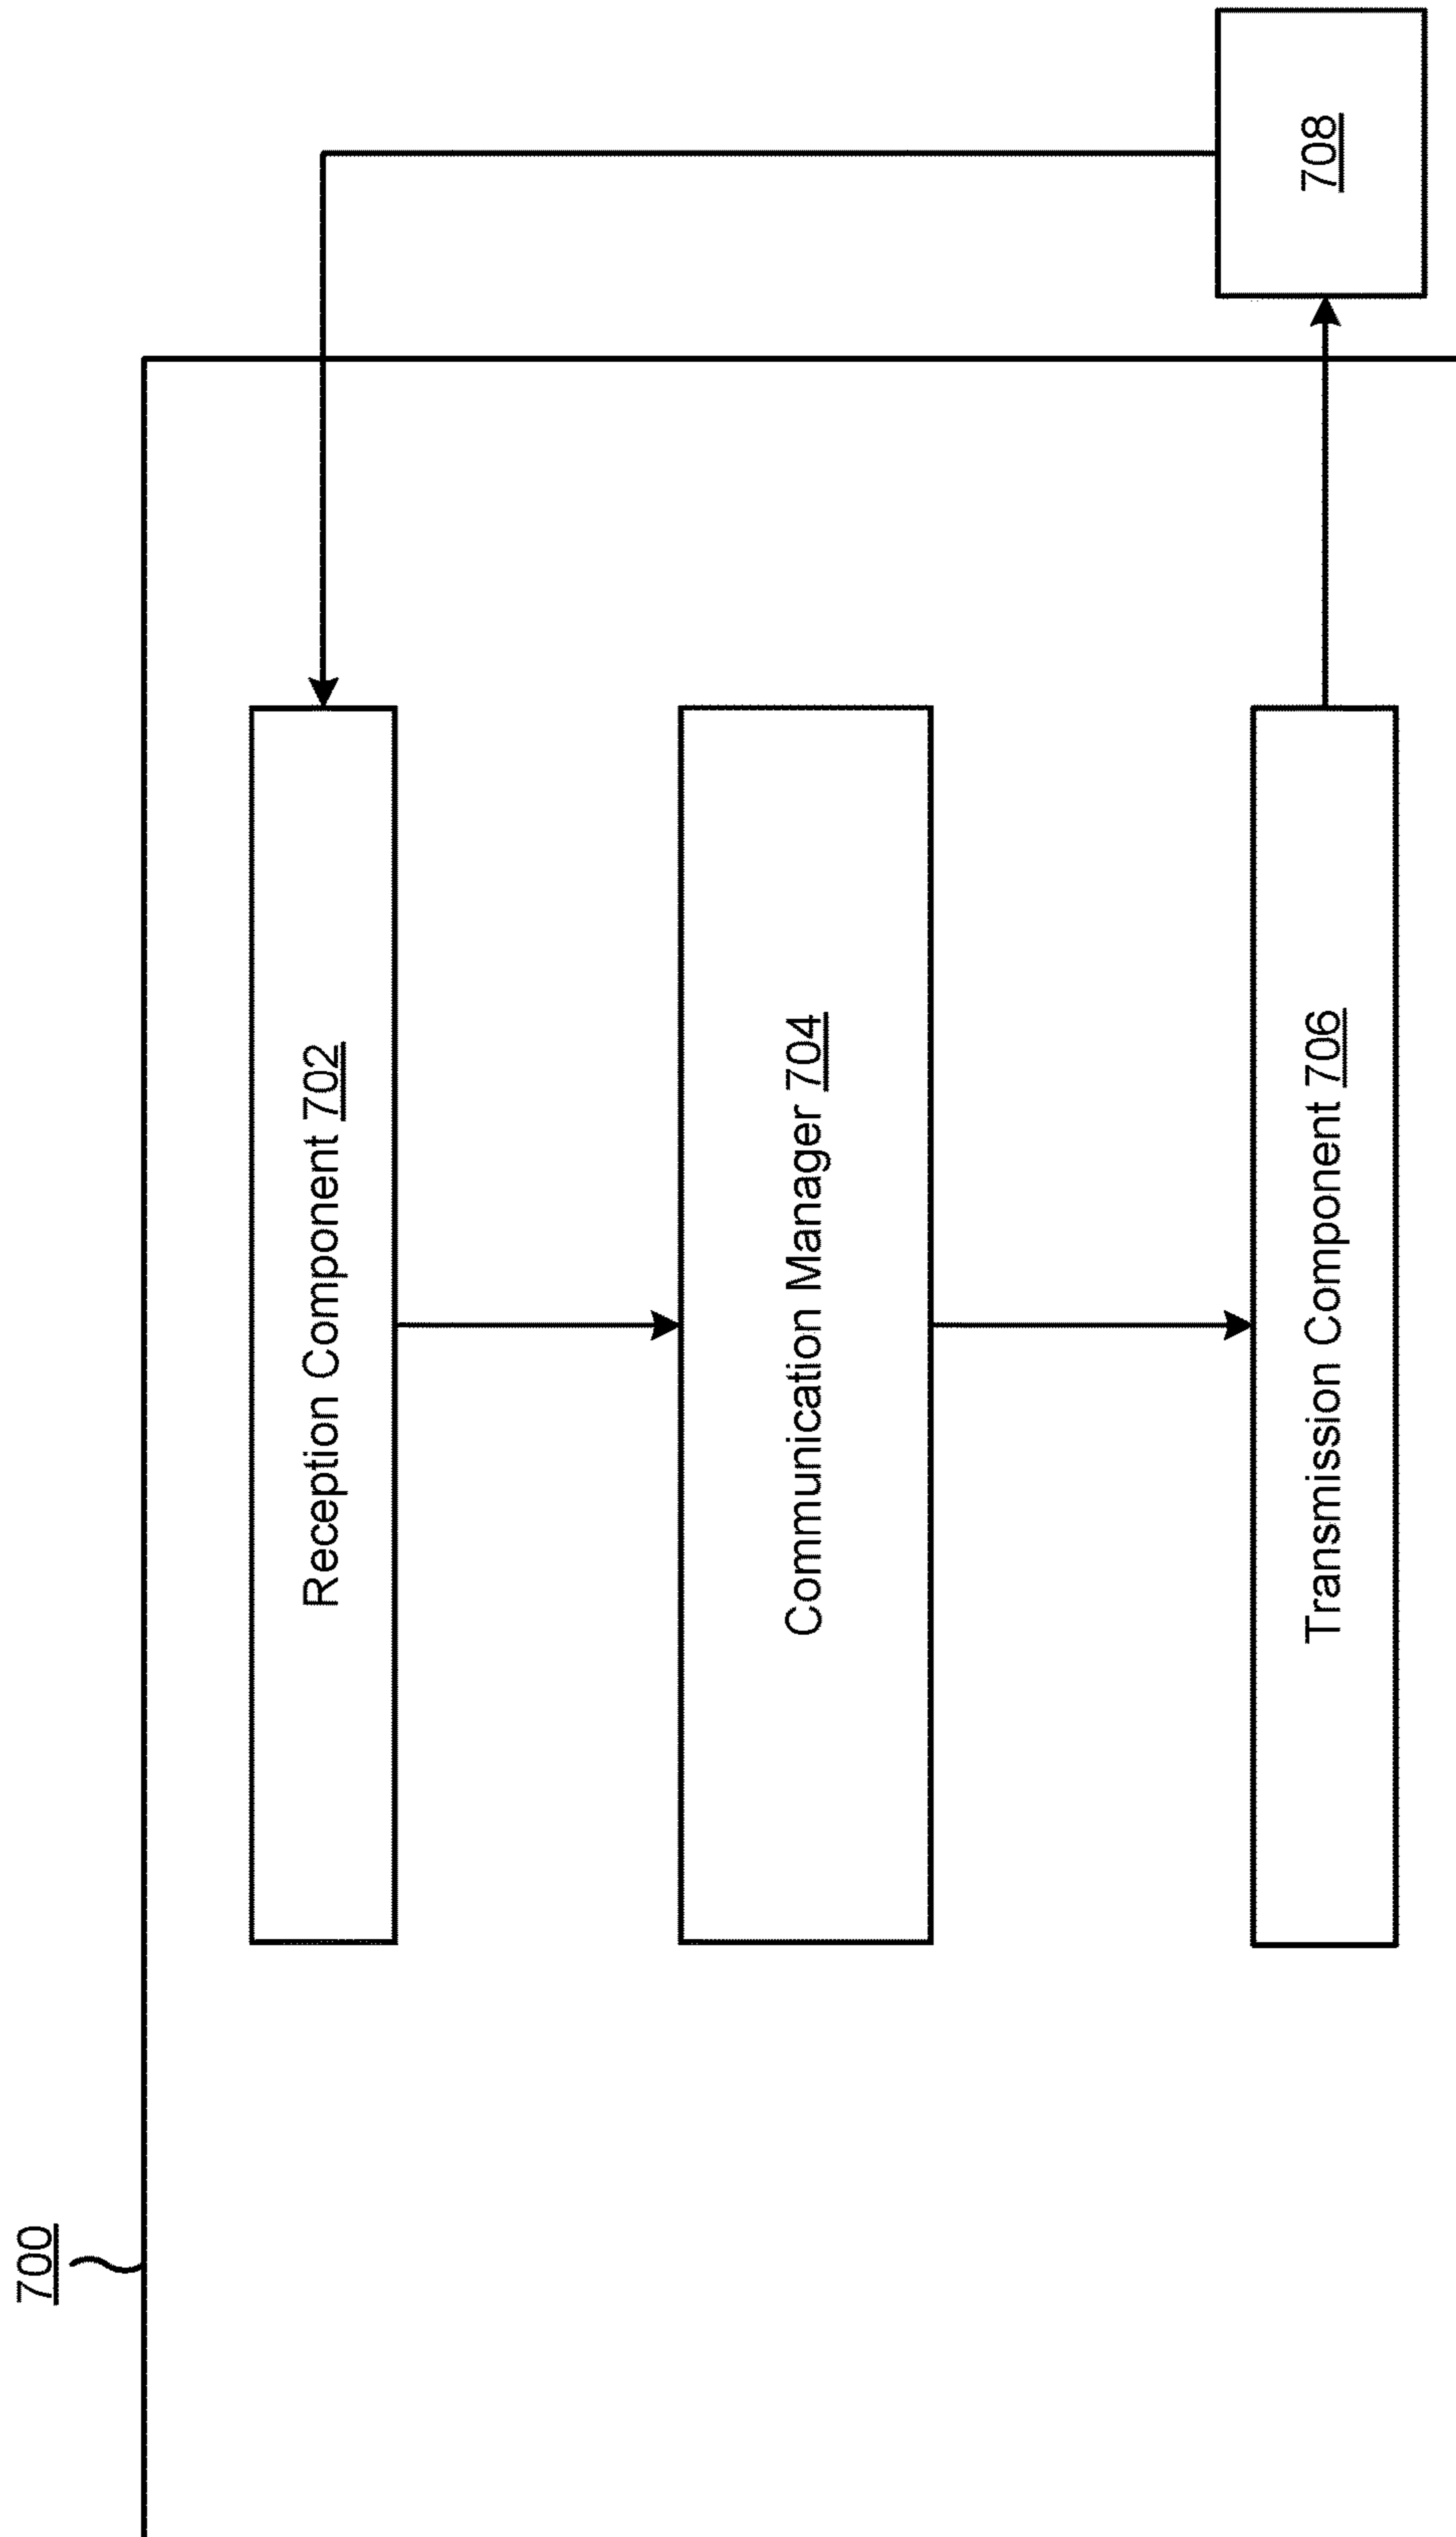 700
Reception Component 702
Communication Manager 704
Transmission Component 706
708